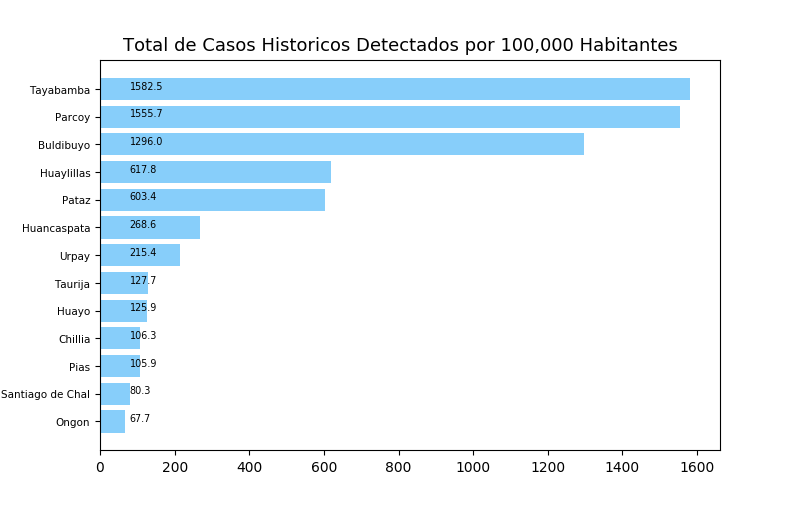 Total de Casos Historicos Detectados por 100,000 Habitantes
Tayabamba 1582.5
Parcoy 1555.7
Buldibuyo 1296.0
Huaylillas 617.8
Pataz 603.4
Huancaspata 268.6
Urpay 215.4
Taurija 127.7
Huayo 125.9
Chillia 106.3
Pias 105.9
Santiago de Chal 80.3
Ongon 67.7
0 200 400 600 800 1000 1200 1400 1600